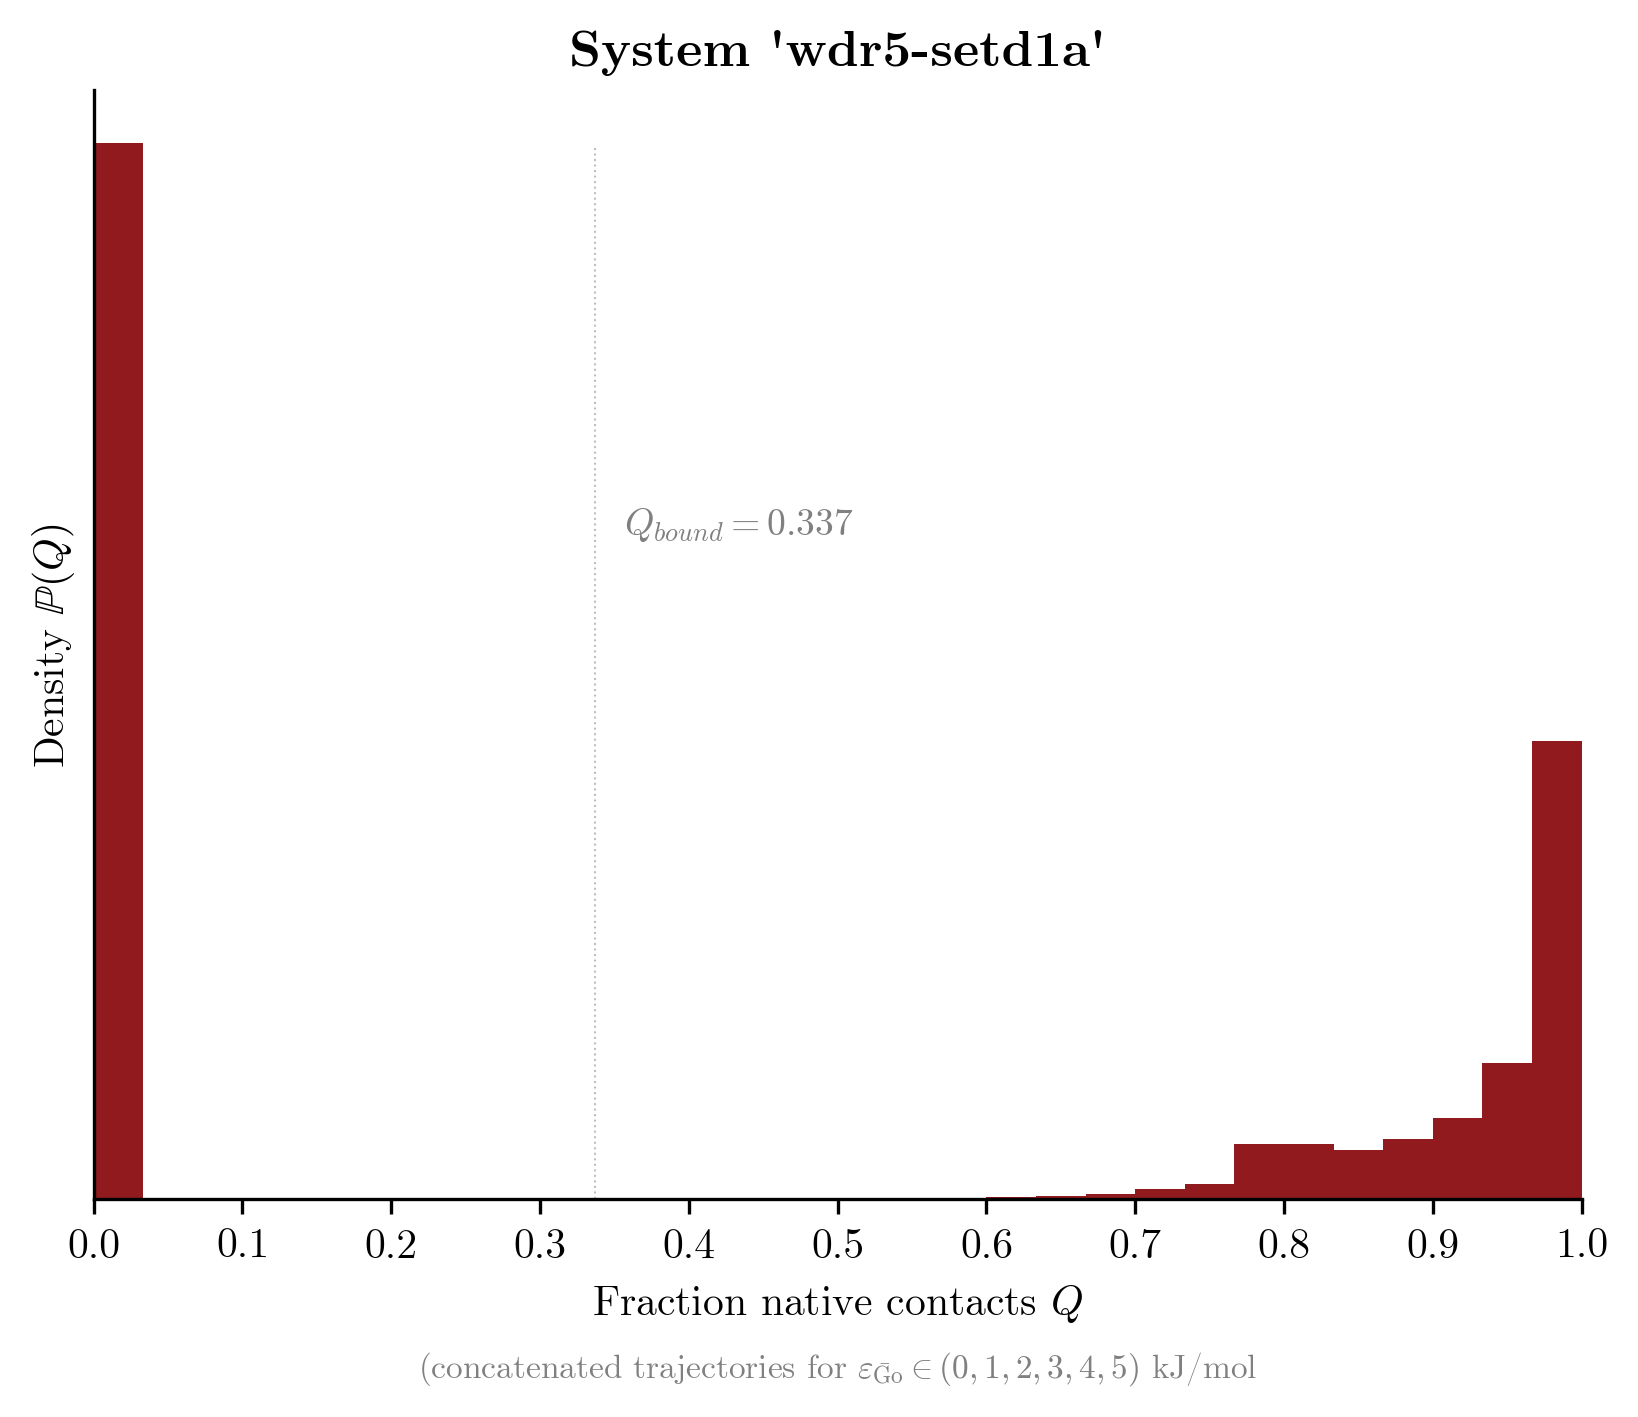 System 'wdr5-setd1a'
Density ℙ(Q)
Q_bound = 0.337
0.0 0.1 0.2 0.3 0.4 0.5 0.6 0.7 0.8 0.9 1.0
Fraction native contacts Q
(concatenated trajectories for ε_Ḡo ∈ (0, 1, 2, 3, 4, 5) kJ/mol